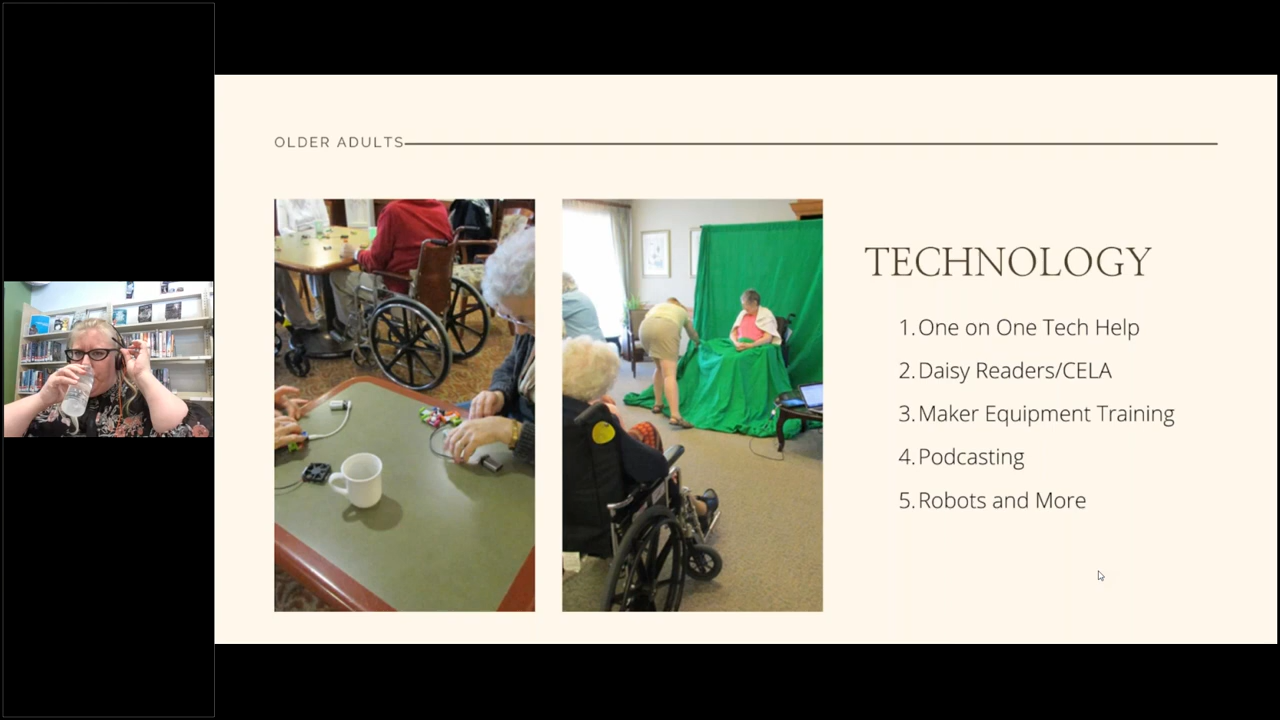 OLDER ADULTS
TECHNOLOGY
1. One on One Tech Help
2. Daisy Readers/CELA
3. Maker Equipment Training
4. Podcasting
5. Robots and More